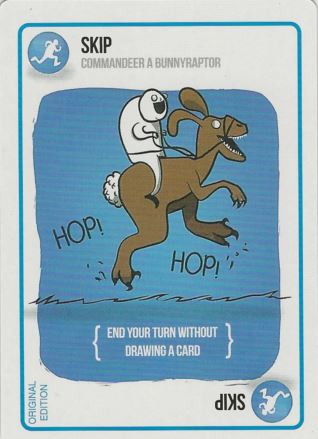 SKIP
COMMANDEER A BUNNYRAPTOR
HOP!
HOP!
END YOUR TURN WITHOUT
DRAWING A CARD
ORIGINAL
EDITION
SKIP